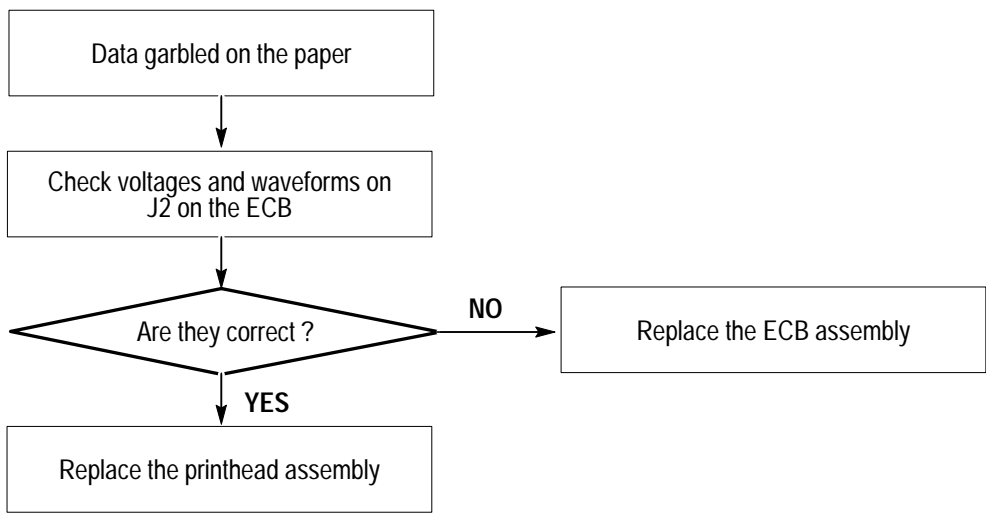 Data garbled on the paper
Check voltages and waveforms on
J2 on the ECB
Are they correct ?
NO
Replace the ECB assembly
YES
Replace the printhead assembly